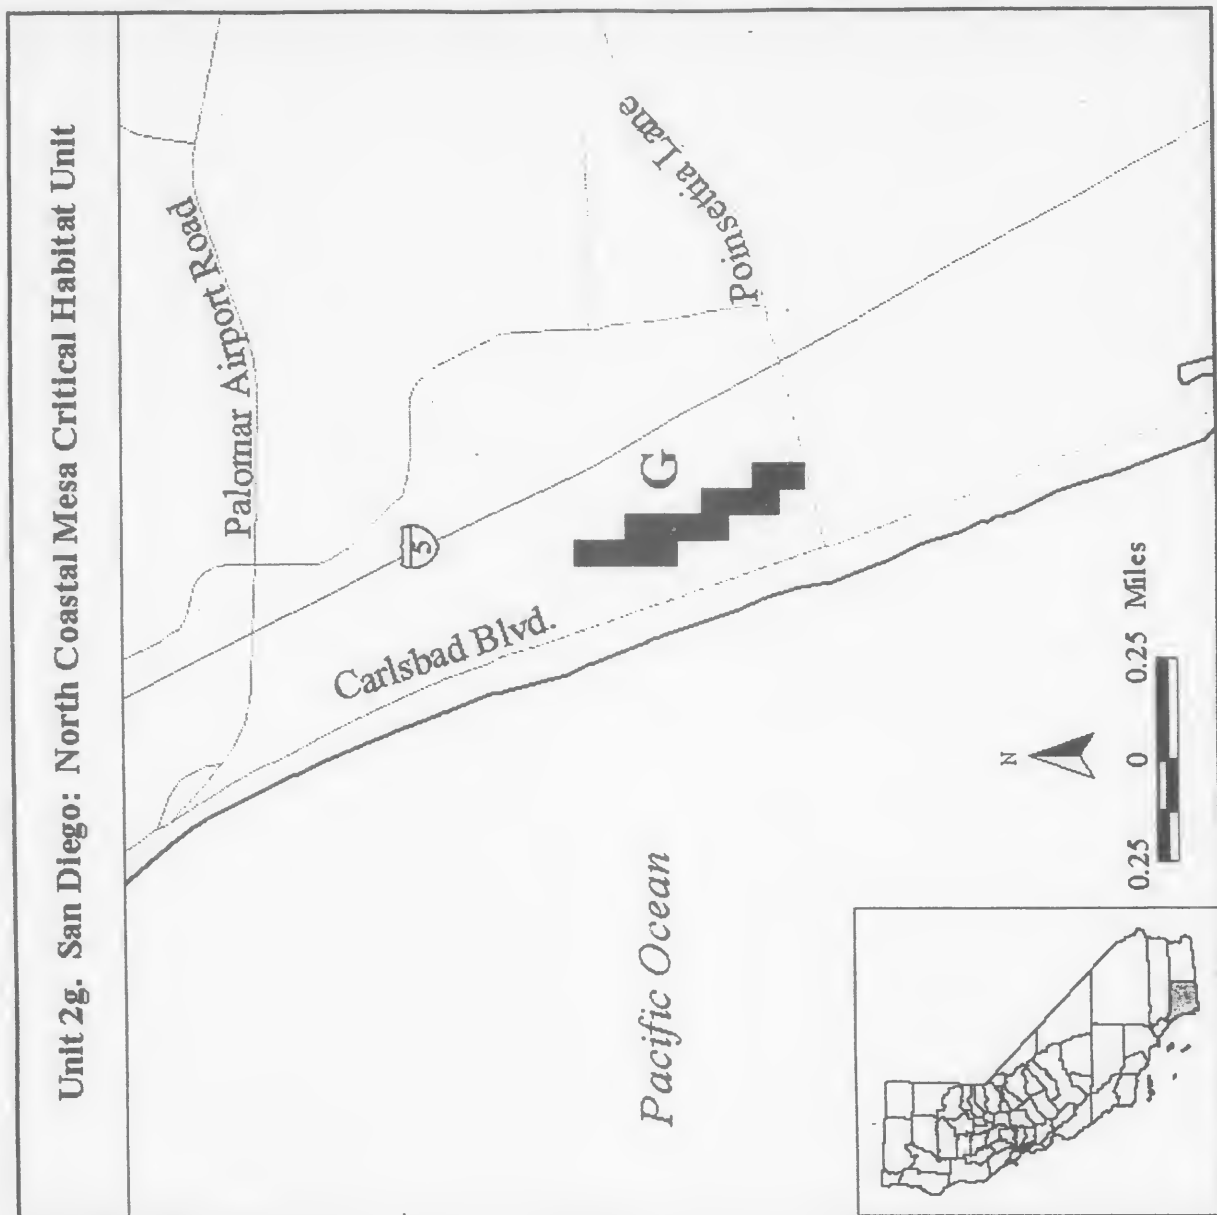 Unit 2g. San Diego: North Coastal Mesa Critical Habitat Unit
Palomar Airport Road
Poinsettia Lane
5
G
Carlsbad Blvd.
Pacific Ocean
N
0.25 0 0.25 Miles